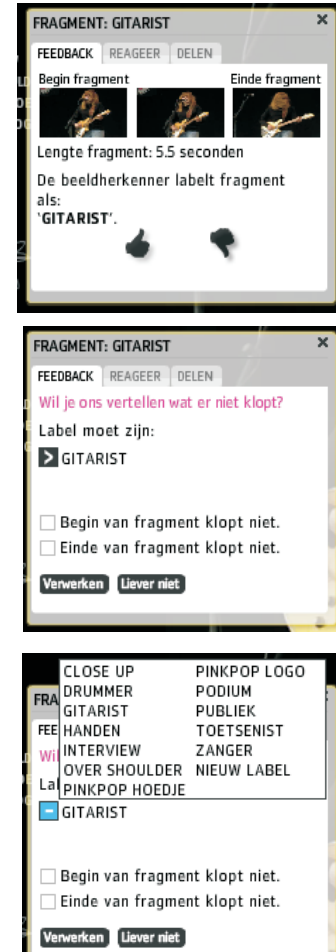 FRAGMENT: GITARIST
FEEDBACK REAGEER DELEN
Begin fragment Einde fragment
Lengte fragment: 5.5 seconden
De beeldherkenner labelt fragment
als:
'GITARIST'.
FRAGMENT: GITARIST
FEEDBACK REAGEER DELEN
Wil je ons vertellen wat er niet klopt?
Label moet zijn:
> GITARIST
Begin van fragment klopt niet.
Einde van fragment klopt niet.
Verwerken Liever niet
CLOSE UP PINKPOP LOGO
DRUMMER PODIUM
GITARIST PUBLIEK
HANDEN TOETSENIST
INTERVIEW ZANGER
OVER SHOULDER NIEUW LABEL
PINKPOP HOEDJE
FRA
FEE
Wil
Lal
- GITARIST
Begin van fragment klopt niet.
Einde van fragment klopt niet.
Verwerken Liever niet